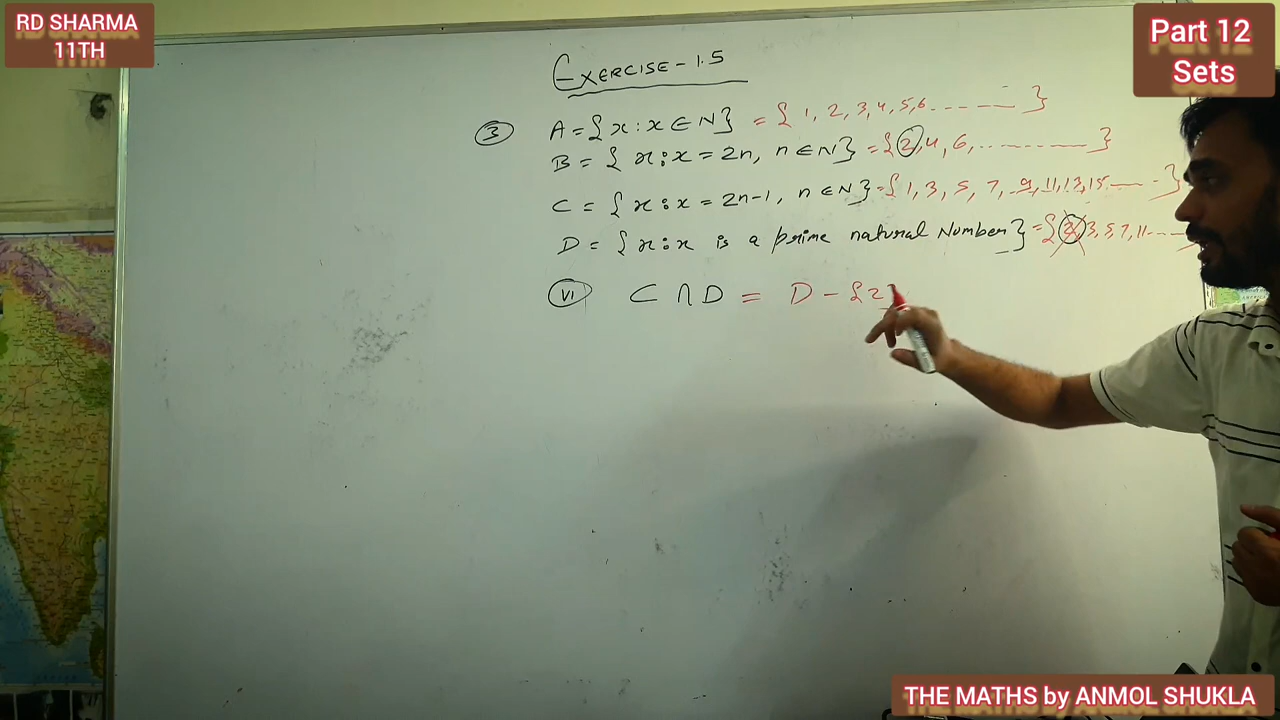 RD SHARMA
11TH
Part 12
Sets
EXERCISE - 1.5
③ A = {x : x ∈ N} = {1, 2, 3, 4, 5, 6 ........ }
B = {x : x = 2n, n ∈ N} = {2, 4, 6, ........ }
C = {x : x = 2n-1, n ∈ N} = {1, 3, 5, 7, 9, 11, 13, 15 ---- }
D = {x : x is a prime natural Number} = {2, 3, 5, 7, 11 ----
(vi) C ∩ D = D - {2}
THE MATHS by ANMOL SHUKLA